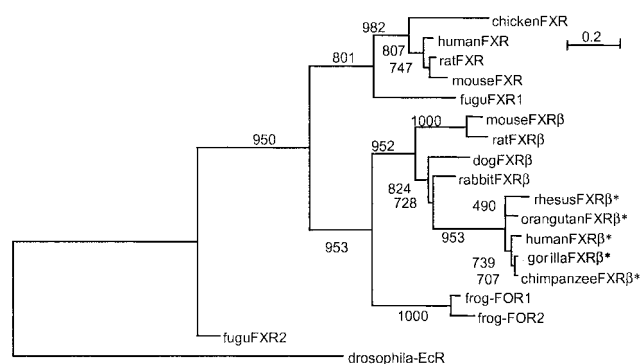 chickenFXR
982
humanFXR
0.2
807
ratFXR
801
747
mouseFXR
fuguFXR1
mouseFXRβ
1000
950
ratFXRβ
952
dogFXRβ
rabbitFXRβ
824
728
rhesusFXRβ*
490
orangutanFXRβ*
953
humanFXRβ*
953
gorillaFXRβ*
739
707
chimpanzeeFXRβ*
frog-FOR1
1000
frog-FOR2
fuguFXR2
drosophila-EcR